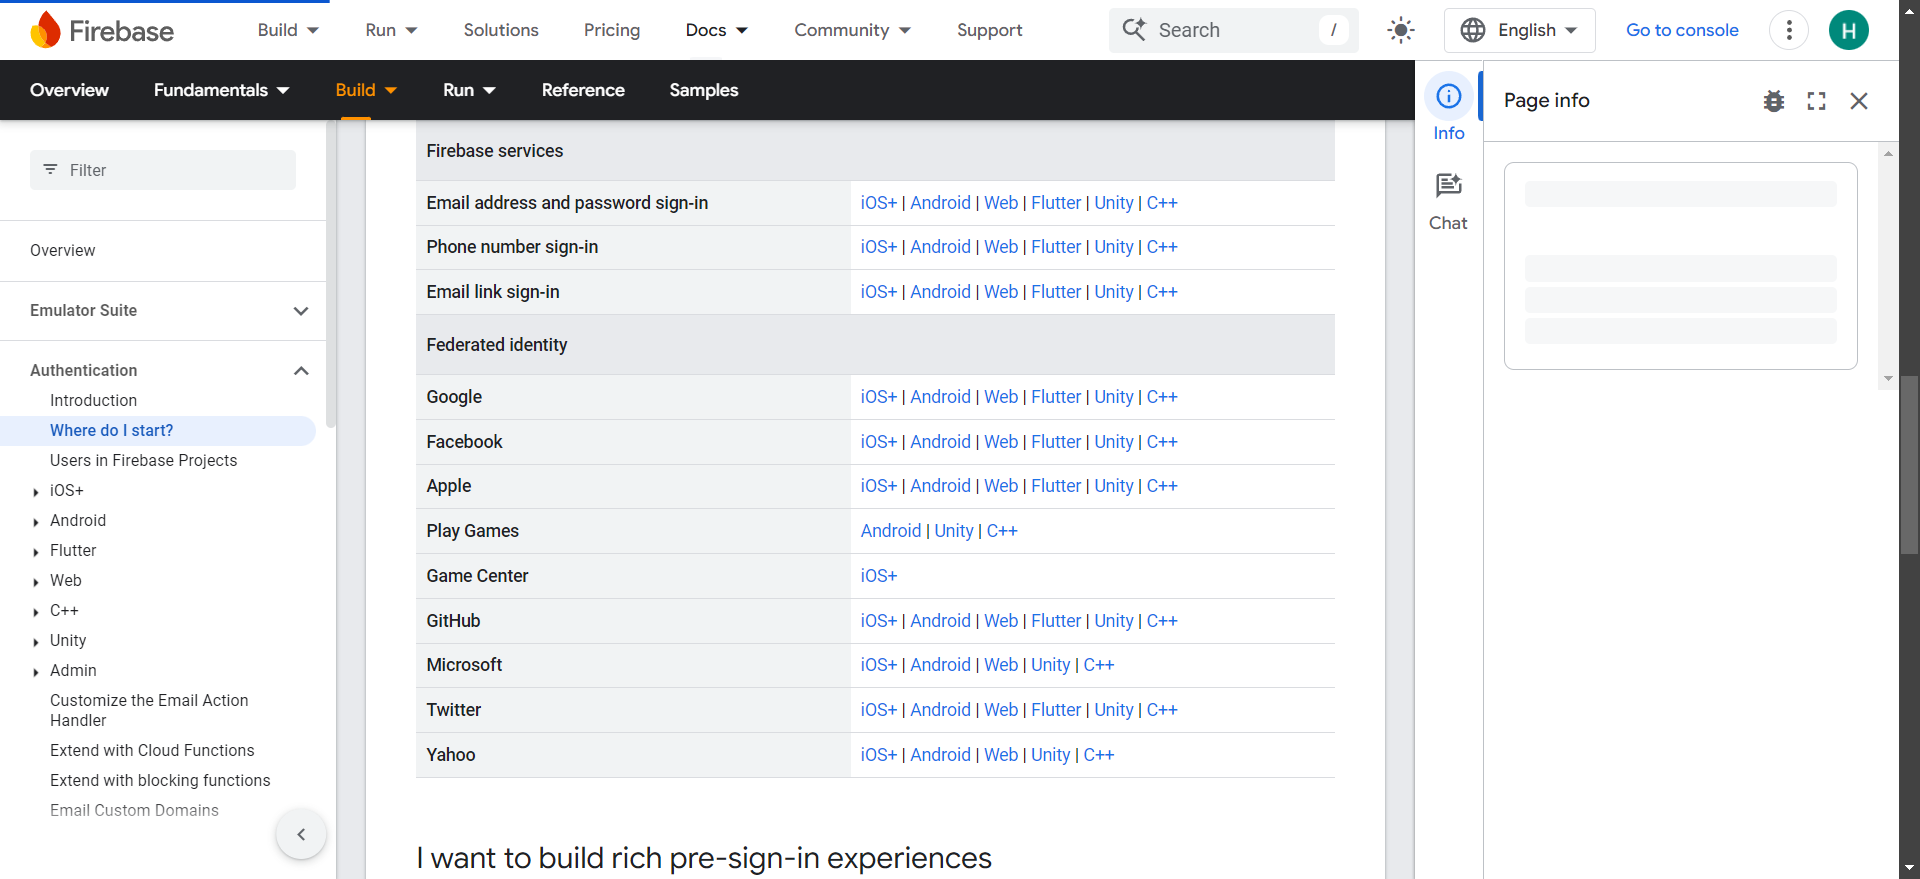 Firebase
Build
Run
Solutions
Pricing
Docs
Community
Support
Search
/
English
Go to console
H
Overview
Fundamentals
Build
Run
Reference
Samples
Filter
Overview
Emulator Suite
Authentication
Introduction
Where do I start?
Users in Firebase Projects
iOS+
Android
Flutter
Web
C++
Unity
Admin
Customize the Email Action
Handler
Extend with Cloud Functions
Extend with blocking functions
Email Custom Domains
Firebase services
Email address and password sign-in
iOS+ | Android | Web | Flutter | Unity | C++
Phone number sign-in
iOS+ | Android | Web | Flutter | Unity | C++
Email link sign-in
iOS+ | Android | Web | Flutter | Unity | C++
Federated identity
Google
iOS+ | Android | Web | Flutter | Unity | C++
Facebook
iOS+ | Android | Web | Flutter | Unity | C++
Apple
iOS+ | Android | Web | Flutter | Unity | C++
Play Games
Android | Unity | C++
Game Center
iOS+
GitHub
iOS+ | Android | Web | Flutter | Unity | C++
Microsoft
iOS+ | Android | Web | Unity | C++
Twitter
iOS+ | Android | Web | Flutter | Unity | C++
Yahoo
iOS+ | Android | Web | Unity | C++
I want to build rich pre-sign-in experiences
Info
Chat
Page info